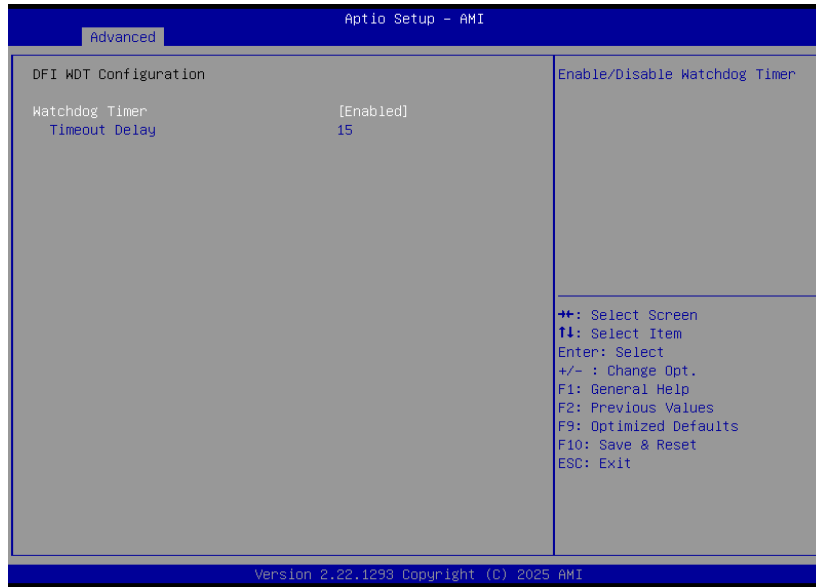 Aptio Setup – AMI
Advanced
DFI WDT Configuration
Watchdog Timer [Enabled]
Timeout Delay 15
Enable/Disable Watchdog Timer
→←: Select Screen
↑↓: Select Item
Enter: Select
+/- : Change Opt.
F1: General Help
F2: Previous Values
F9: Optimized Defaults
F10: Save & Reset
ESC: Exit
Version 2.22.1293 Copyright (C) 2025 AMI